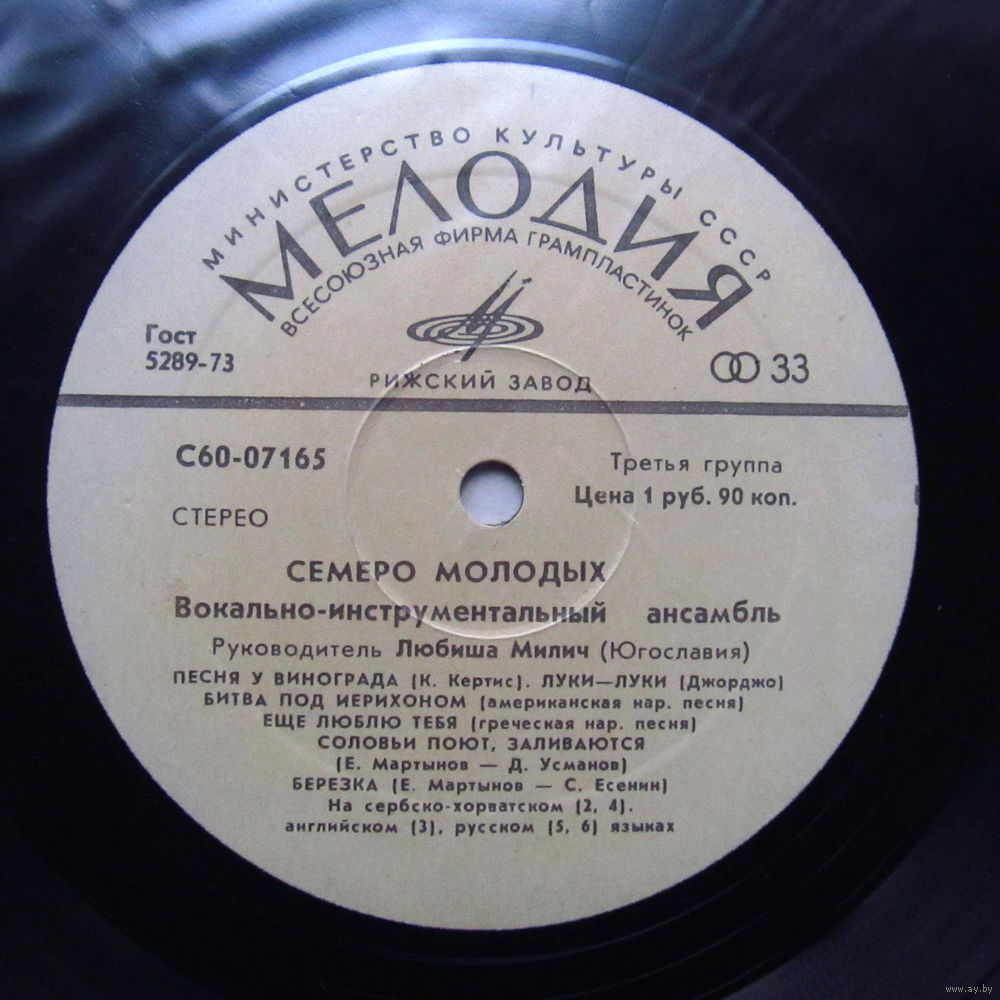 МИНИСТЕРСТВО КУЛЬТУРЫ СССР
МЕЛОДИЯ
ВСЕСОЮЗНАЯ ФИРМА ГРАМПЛАСТИНОК
Гост
5289-73
33
РИЖСКИЙ ЗАВОД
С60-07165
Третья группа
Цена 1 руб. 90 коп.
СТЕРЕО
СЕМЕРО МОЛОДЫХ
Вокально-инструментальный ансамбль
Руководитель Любиша Милич (Югославия)
ПЕСНЯ У ВИНОГРАДА (К. Кертис). ЛУКИ—ЛУКИ (Джорджо)
БИТВА ПОД ИЕРИХОНОМ (американская нар. песня)
ЕЩЕ ЛЮБЛЮ ТЕБЯ (греческая нар. песня)
СОЛОВЬИ ПОЮТ, ЗАЛИВАЮТСЯ
(Е. Мартынов — Д. Усманов)
БЕРЕЗКА (Е. Мартынов — С. Есенин)
На сербско-хорватском (2, 4).
английском (3), русском (5, 6) языках
www.ay.by